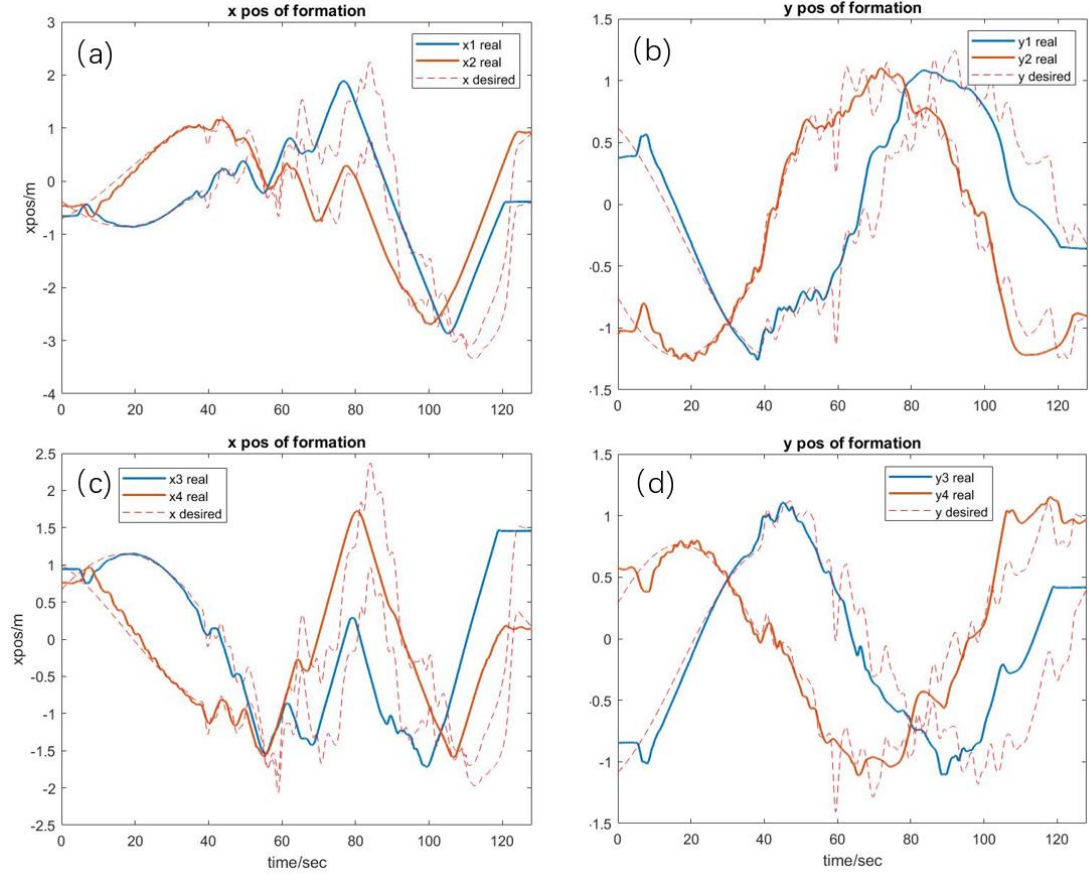 x pos of formation
(a)
x1 real
x2 real
x desired
xpos/m
3
2
1
0
-1
-2
-3
-4
0 20 40 60 80 100 120
(b)
y1 real
y2 real
y desired
1.5
1
0.5
0
-0.5
-1
-1.5
0 20 40 60 80 100 120
x pos of formation
(c)
x3 real
x4 real
x desired
xpos/m
2.5
2
1.5
1
0.5
0
-0.5
-1
-1.5
-2
-2.5
0 20 40 60 80 100 120
time/sec
y pos of formation
(d)
y3 real
y4 real
y desired
1.5
1
0.5
0
-0.5
-1
-1.5
0 20 40 60 80 100 120
time/sec
y pos of formation